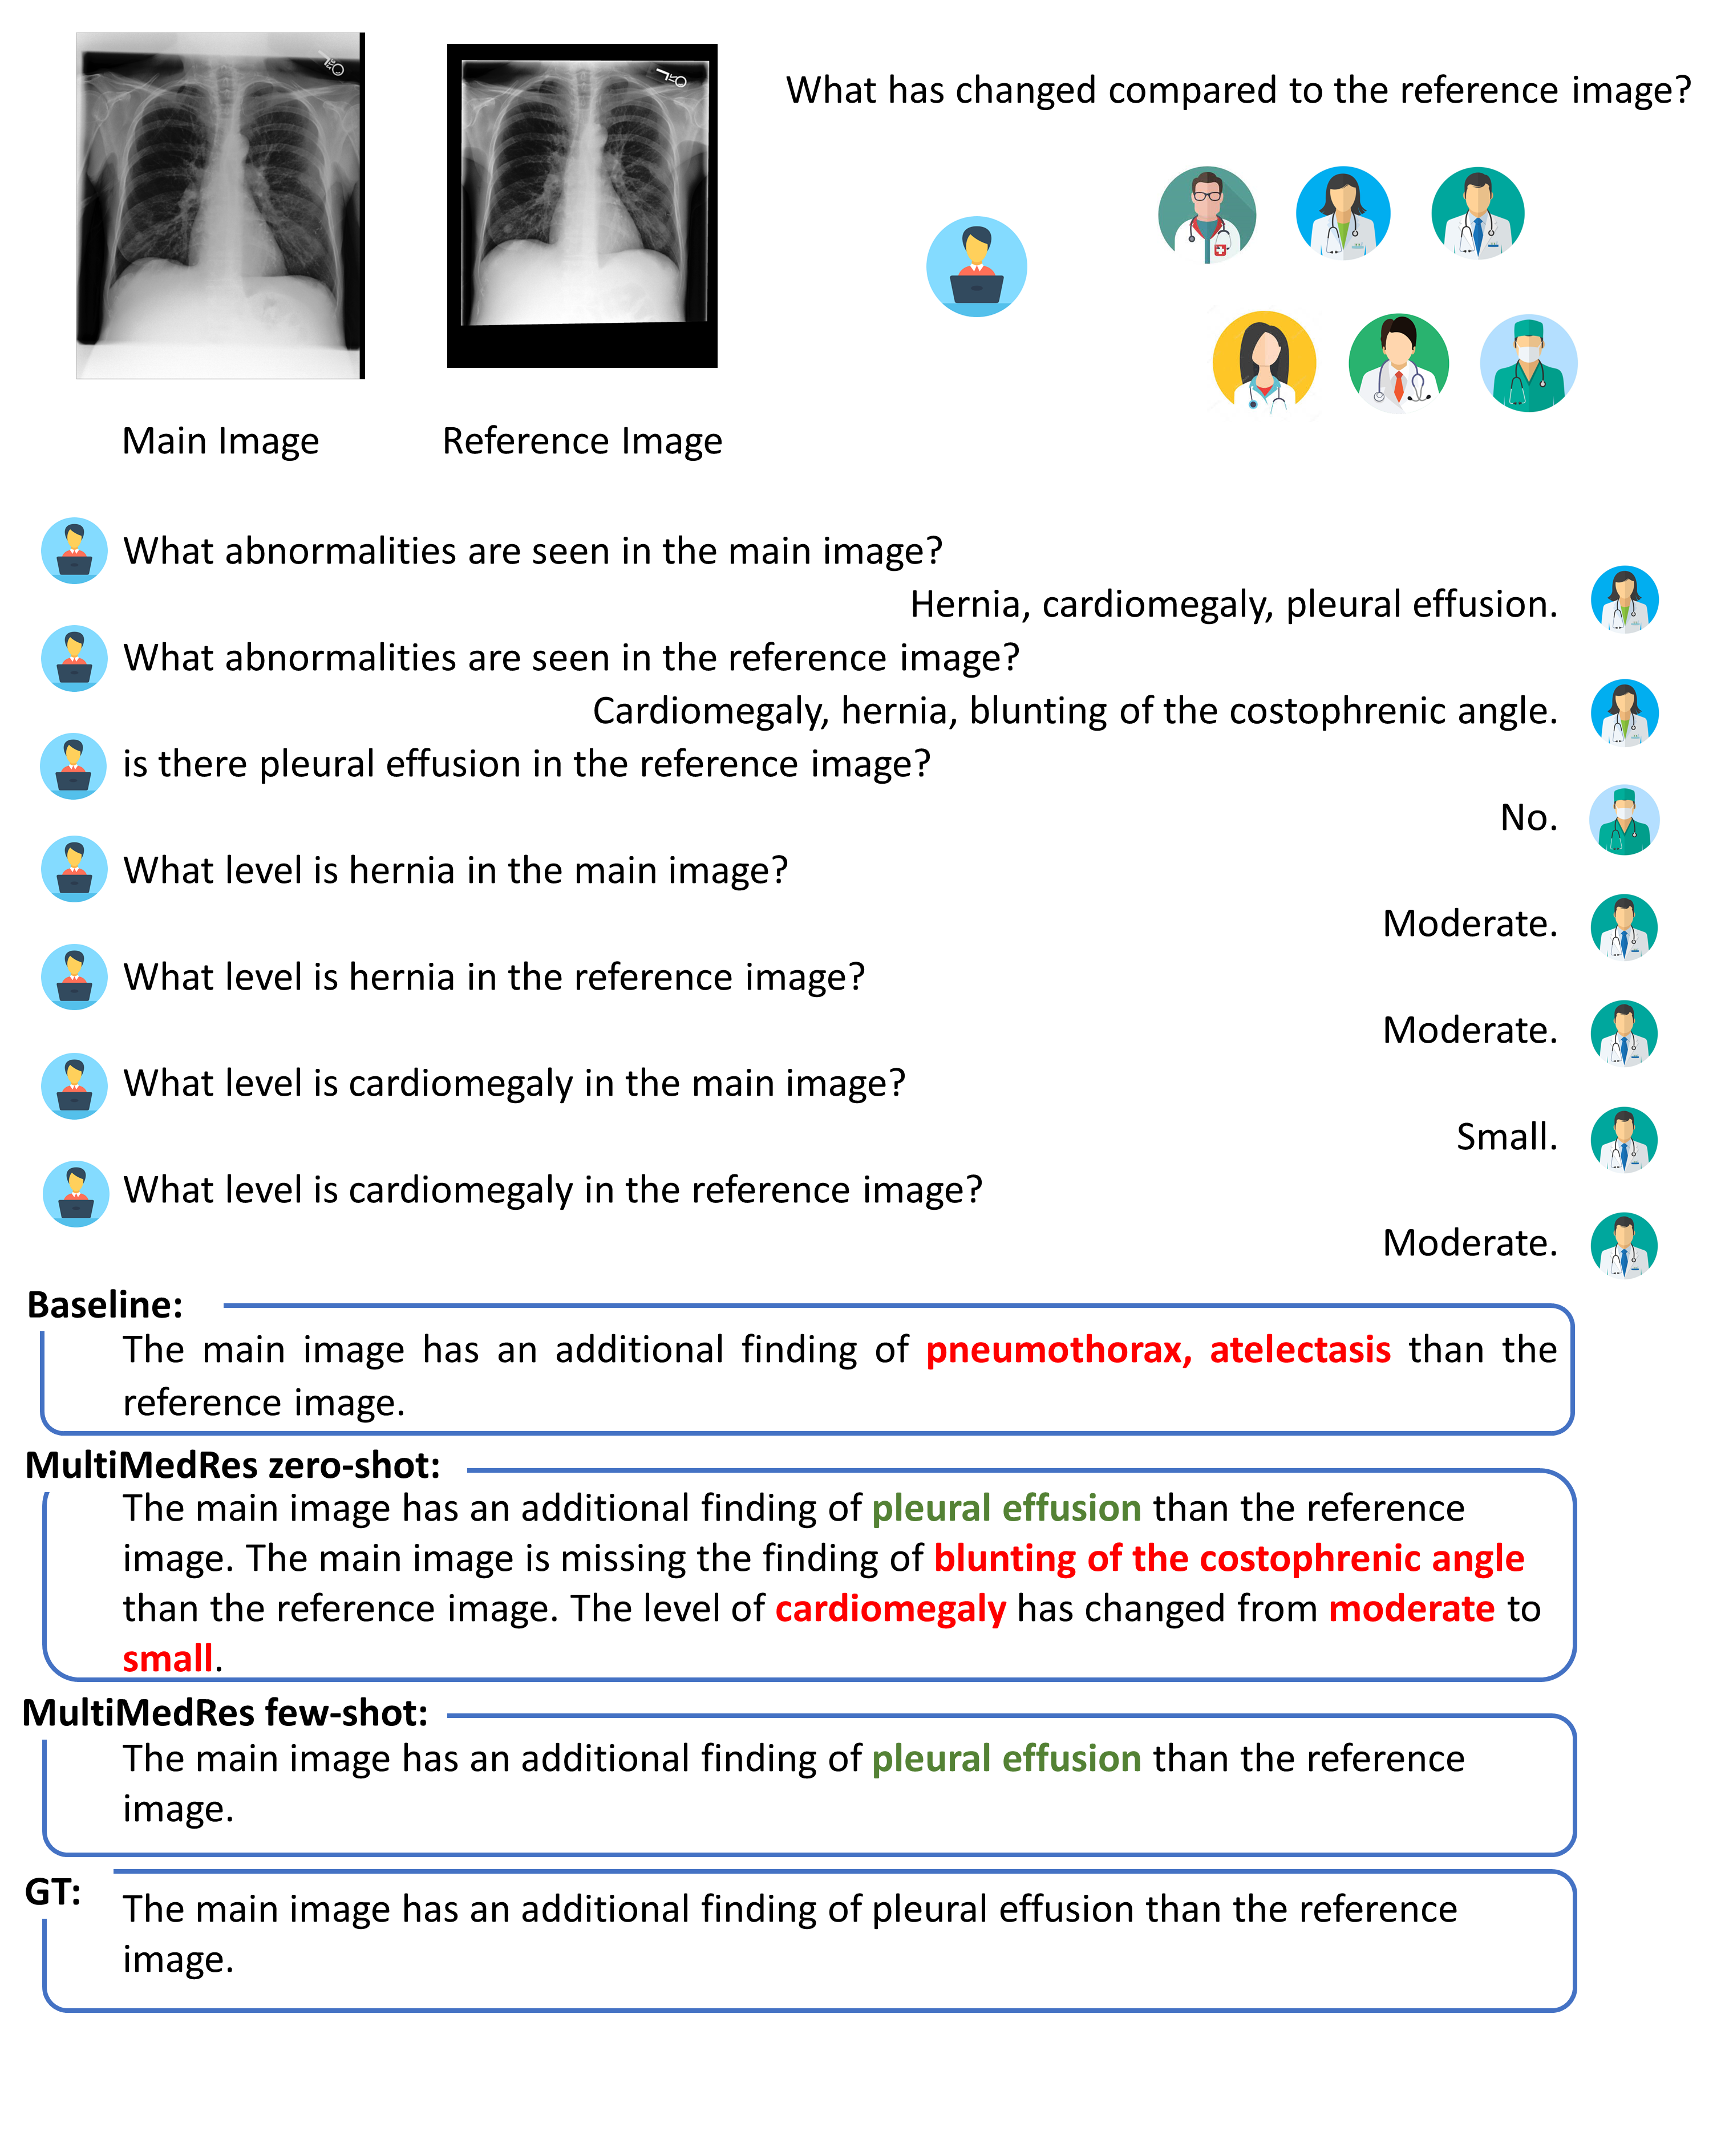 What has changed compared to the reference image?
Main Image
Reference Image
What abnormalities are seen in the main image?
Hernia, cardiomegaly, pleural effusion.
What abnormalities are seen in the reference image?
Cardiomegaly, hernia, blunting of the costophrenic angle.
is there pleural effusion in the reference image?
No.
What level is hernia in the main image?
Moderate.
What level is hernia in the reference image?
Moderate.
What level is cardiomegaly in the main image?
Small.
What level is cardiomegaly in the reference image?
Moderate.
Baseline:
The main image has an additional finding of pneumothorax, atelectasis than the
reference image.
MultiMedRes zero-shot:
The main image has an additional finding of pleural effusion than the reference
image. The main image is missing the finding of blunting of the costophrenic angle
than the reference image. The level of cardiomegaly has changed from moderate to
small.
MultiMedRes few-shot:
The main image has an additional finding of pleural effusion than the reference
image.
GT:
The main image has an additional finding of pleural effusion than the reference
image.